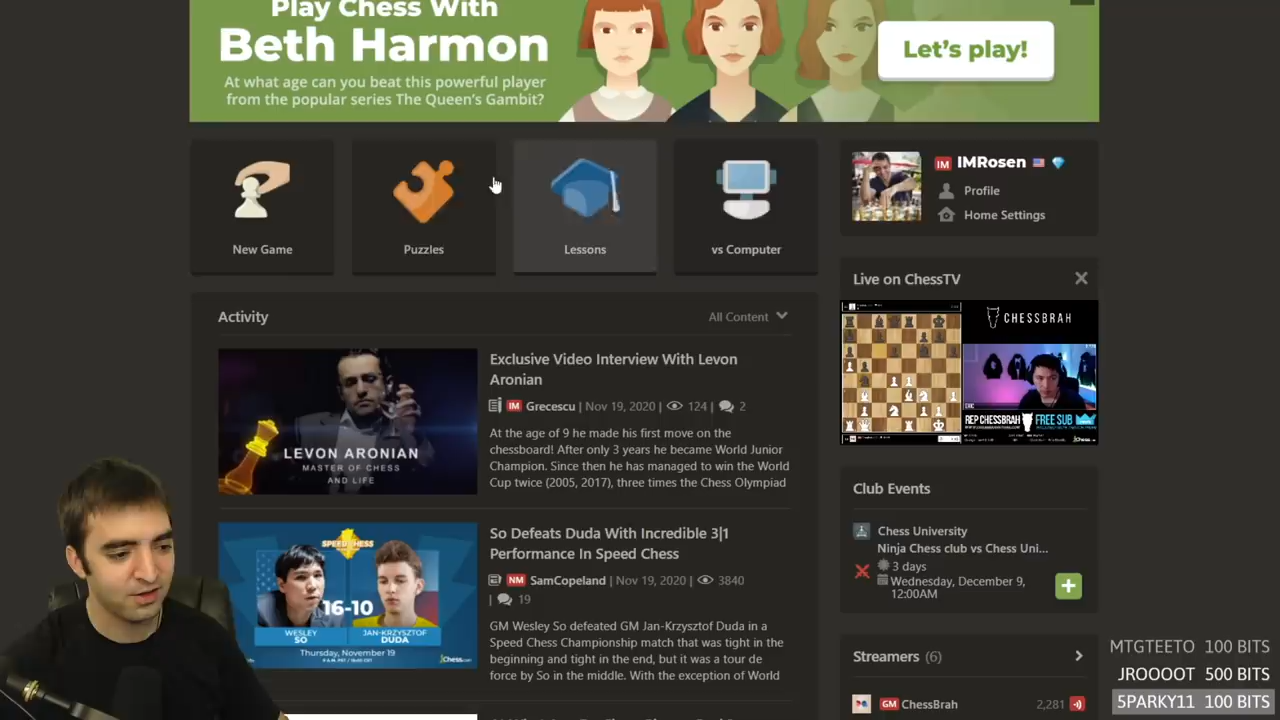 Play Chess With
Beth Harmon
At what age can you beat this powerful player
from the popular series The Queen's Gambit?
Let's play!
New Game
Puzzles
Lessons
vs Computer
IM IMRosen
Profile
Home Settings
Live on ChessTV
CHESSBRAH
REP CHESSBRAH
FREE SUB
Activity
All Content
Exclusive Video Interview With Levon
Aronian
IM Grecescu | Nov 19, 2020 | 124 | 2
At the age of 9 he made his first move on the
chessboard! After only 3 years he became World Junior
Champion. Since then he has managed to win the World
Cup twice (2005, 2017), three times the Chess Olympiad
LEVON ARONIAN
MASTER OF CHESS
AND LIFE
So Defeats Duda With Incredible 3|1
Performance In Speed Chess
NM SamCopeland | Nov 19, 2020 | 3840
| 19
GM Wesley So defeated GM Jan-Krzysztof Duda in a
Speed Chess Championship match that was tight in the
beginning and tight in the end, but it was a tour de
force by So in the middle. With the exception of World
SPEED CHESS
16-10
WESLEY
SO
JAN-KRZYSZTOF
DUDA
Thursday, November 19
Chess.com
Club Events
Chess University
Ninja Chess club vs Chess Uni...
3 days
Wednesday, December 9,
12:00AM
Streamers (6)
GM ChessBrah 2,281
MTGTEETO 100 BITS
JROOOOT 500 BITS
5PARKY11 100 BITS